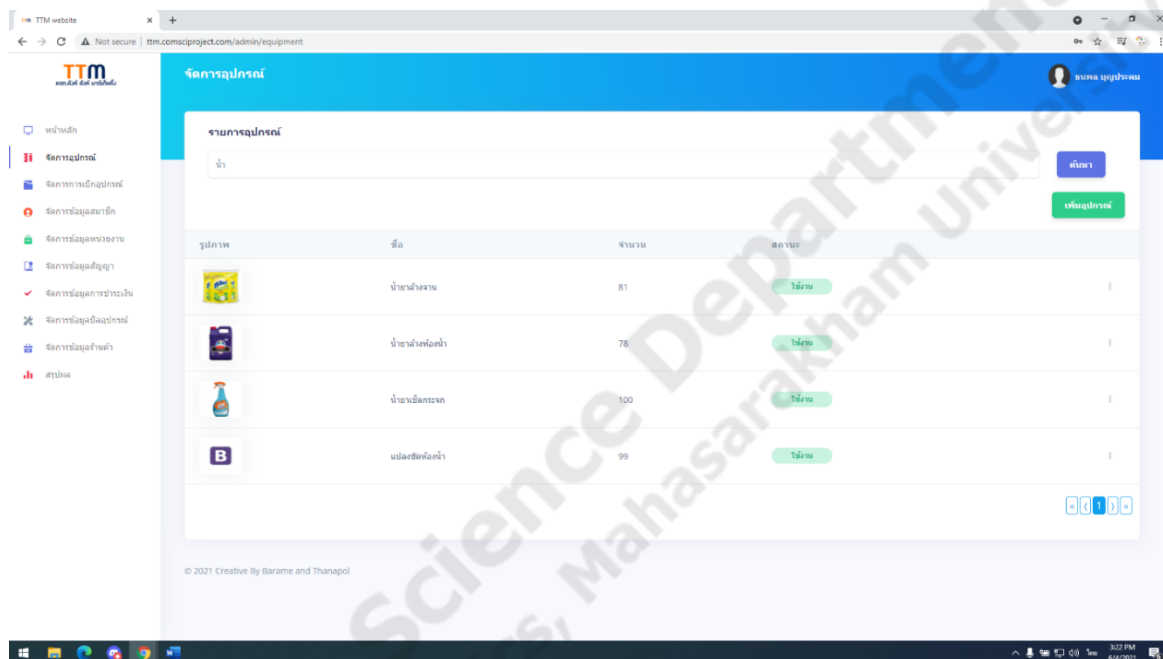 TTM website
Not secure | ttm.comsciproject.com/admin/equipment
TTM
จัดการอุปกรณ์
ธนพล บุญประคม
หน้าหลัก
จัดการอุปกรณ์
จัดการการเบิกอุปกรณ์
จัดการข้อมูลสมาชิก
จัดการข้อมูลหน่วยงาน
จัดการข้อมูลสัญญา
จัดการข้อมูลการชำระเงิน
จัดการข้อมูลบิลอุปกรณ์
จัดการข้อมูลร้านค้า
สรุปผล
รายการอุปกรณ์
น้ำ
ค้นหา
เพิ่มอุปกรณ์
รูปภาพ ชื่อ จำนวน สถานะ
น้ำยาล้างจาน 81 ใช้งาน
น้ำยาล้างห้องน้ำ 78 ใช้งาน
น้ำยาเช็ดกระจก 100 ใช้งาน
B แปลงขัดห้องน้ำ 99 ใช้งาน
« ⟨ 1 ⟩ »
© 2021 Creative By Barame and Thanapol
Science Department
Mahasarakham University
ไทย 3:22 PM
6/4/2021